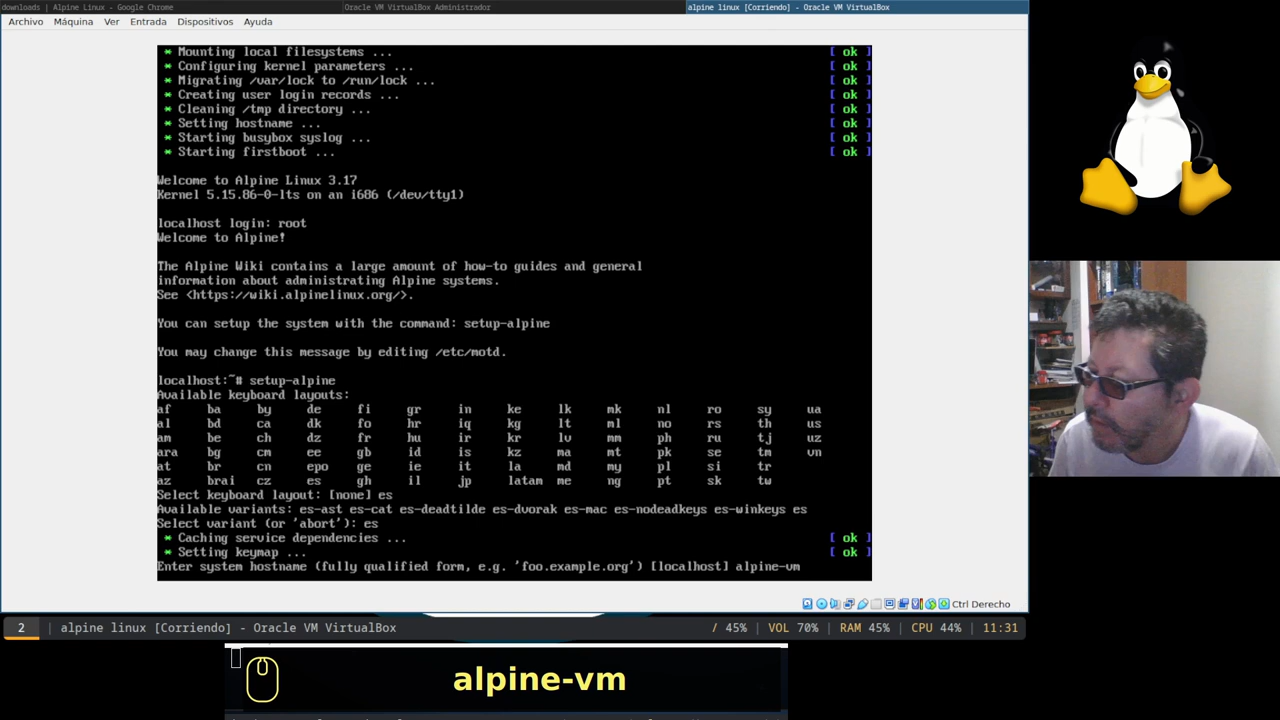 downloads | Alpine Linux - Google Chrome
Oracle VM VirtualBox Administrador
alpine linux [Corriendo] - Oracle VM VirtualBox
Archivo Máquina Ver Entrada Dispositivos Ayuda
* Mounting local filesystems ... [ ok ]
* Configuring kernel parameters ... [ ok ]
* Migrating /var/lock to /run/lock ... [ ok ]
* Creating user login records ... [ ok ]
* Cleaning /tmp directory ... [ ok ]
* Setting hostname ... [ ok ]
* Starting busybox syslog ... [ ok ]
* Starting firstboot ... [ ok ]
Welcome to Alpine Linux 3.17
Kernel 5.15.86-0-lts on an i686 (/dev/tty1)
localhost login: root
Welcome to Alpine!
The Alpine Wiki contains a large amount of how-to guides and general
information about administrating Alpine systems.
See <https://wiki.alpinelinux.org/>.
You can setup the system with the command: setup-alpine
You may change this message by editing /etc/motd.
localhost:~# setup-alpine
Available keyboard layouts:
af ba by de fi gr in ke lk mk nl ro sy ua
al bd ca dk fo hr iq kg lt ml no rs th us
am be ch dz fr hu ir kr lv mm ph ru tj uz
ara bg cm ee gb id is kz ma mt pk se tm vn
at br cn epo ge ie it la md my pl si tr
az brai cz es gh il jp latam me ng pt sk tw
Select keyboard layout: [none] es
Available variants: es-ast es-cat es-deadtilde es-dvorak es-mac es-nodeadkeys es-winkeys es
Select variant (or 'abort'): es
* Caching service dependencies ... [ ok ]
* Setting keymap ... [ ok ]
Enter system hostname (fully qualified form, e.g. 'foo.example.org') [localhost] alpine-vm
Ctrl Derecho
2 | alpine linux [Corriendo] - Oracle VM VirtualBox / 45% | VOL 70% | RAM 45% | CPU 44% | 11:31
alpine-vm